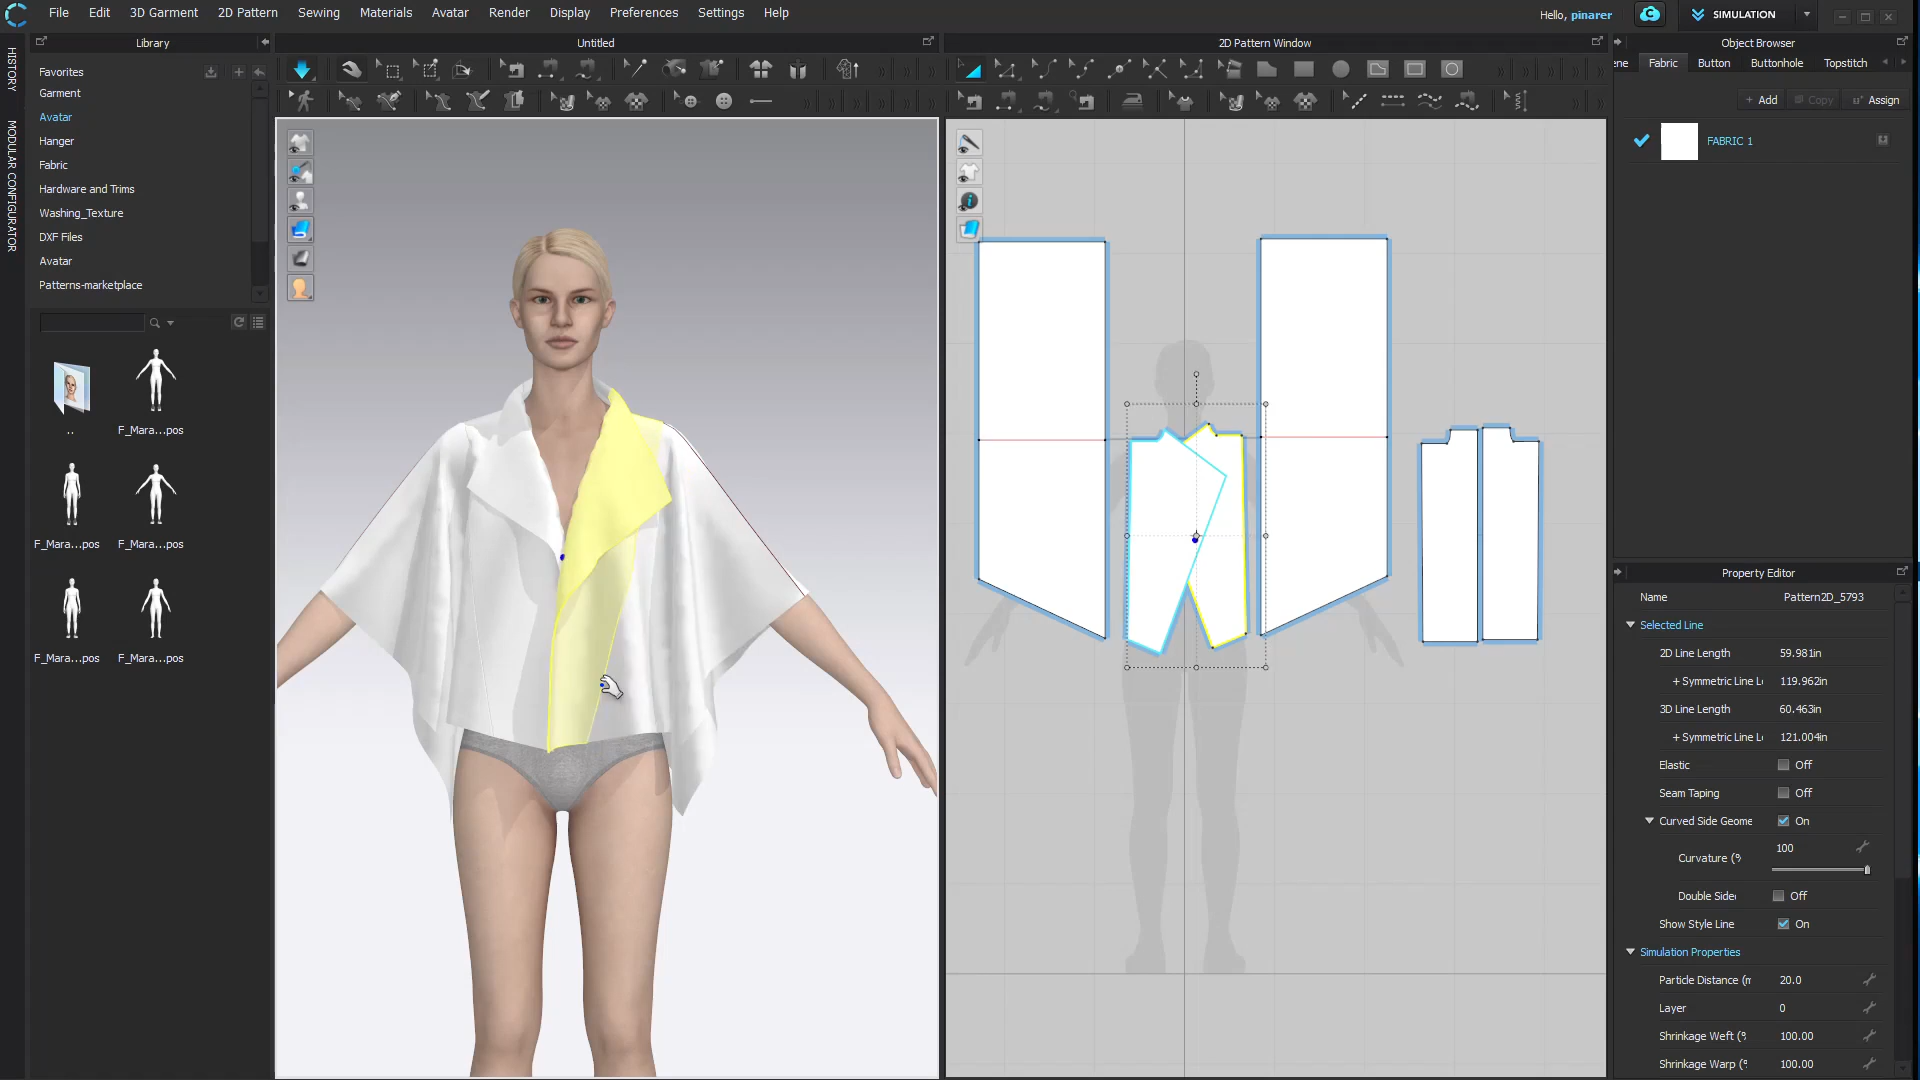 File Edit 3D Garment 2D Pattern Sewing Materials Avatar Render Display Preferences Settings Help
Hello, pinarer
SIMULATION
HISTORY
MODULAR CONFIGURATOR
Library
Favorites
Garment
Avatar
Hanger
Fabric
Hardware and Trims
Washing_Texture
DXF Files
Avatar
Patterns-marketplace
..
F_Mara...pos
F_Mara...pos
F_Mara...pos
F_Mara...pos
F_Mara...pos
Untitled
2D Pattern Window
Object Browser
ene Fabric Button Buttonhole Topstitch
+ Add Copy Assign
FABRIC 1
Property Editor
Name Pattern2D_5793
Selected Line
2D Line Length 59.981in
+ Symmetric Line L 119.962in
3D Line Length 60.463in
+ Symmetric Line L 121.004in
Elastic Off
Seam Taping Off
Curved Side Geome On
Curvature (% 100
Double Side Off
Show Style Line On
Simulation Properties
Particle Distance (m 20.0
Layer 0
Shrinkage Weft (% 100.00
Shrinkage Warp (% 100.00